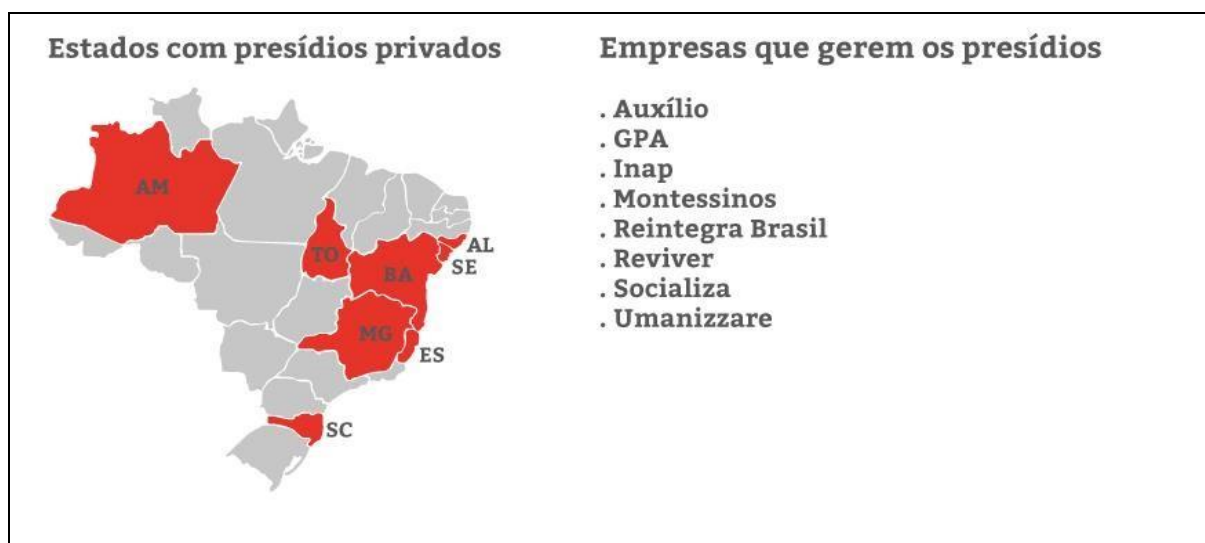 Estados com presídios privados
AM
TO
BA
AL
SE
MG
ES
SC
Empresas que gerem os presídios
. Auxílio
. GPA
. Inap
. Montessinos
. Reintegra Brasil
. Reviver
. Socializa
. Umanizzare